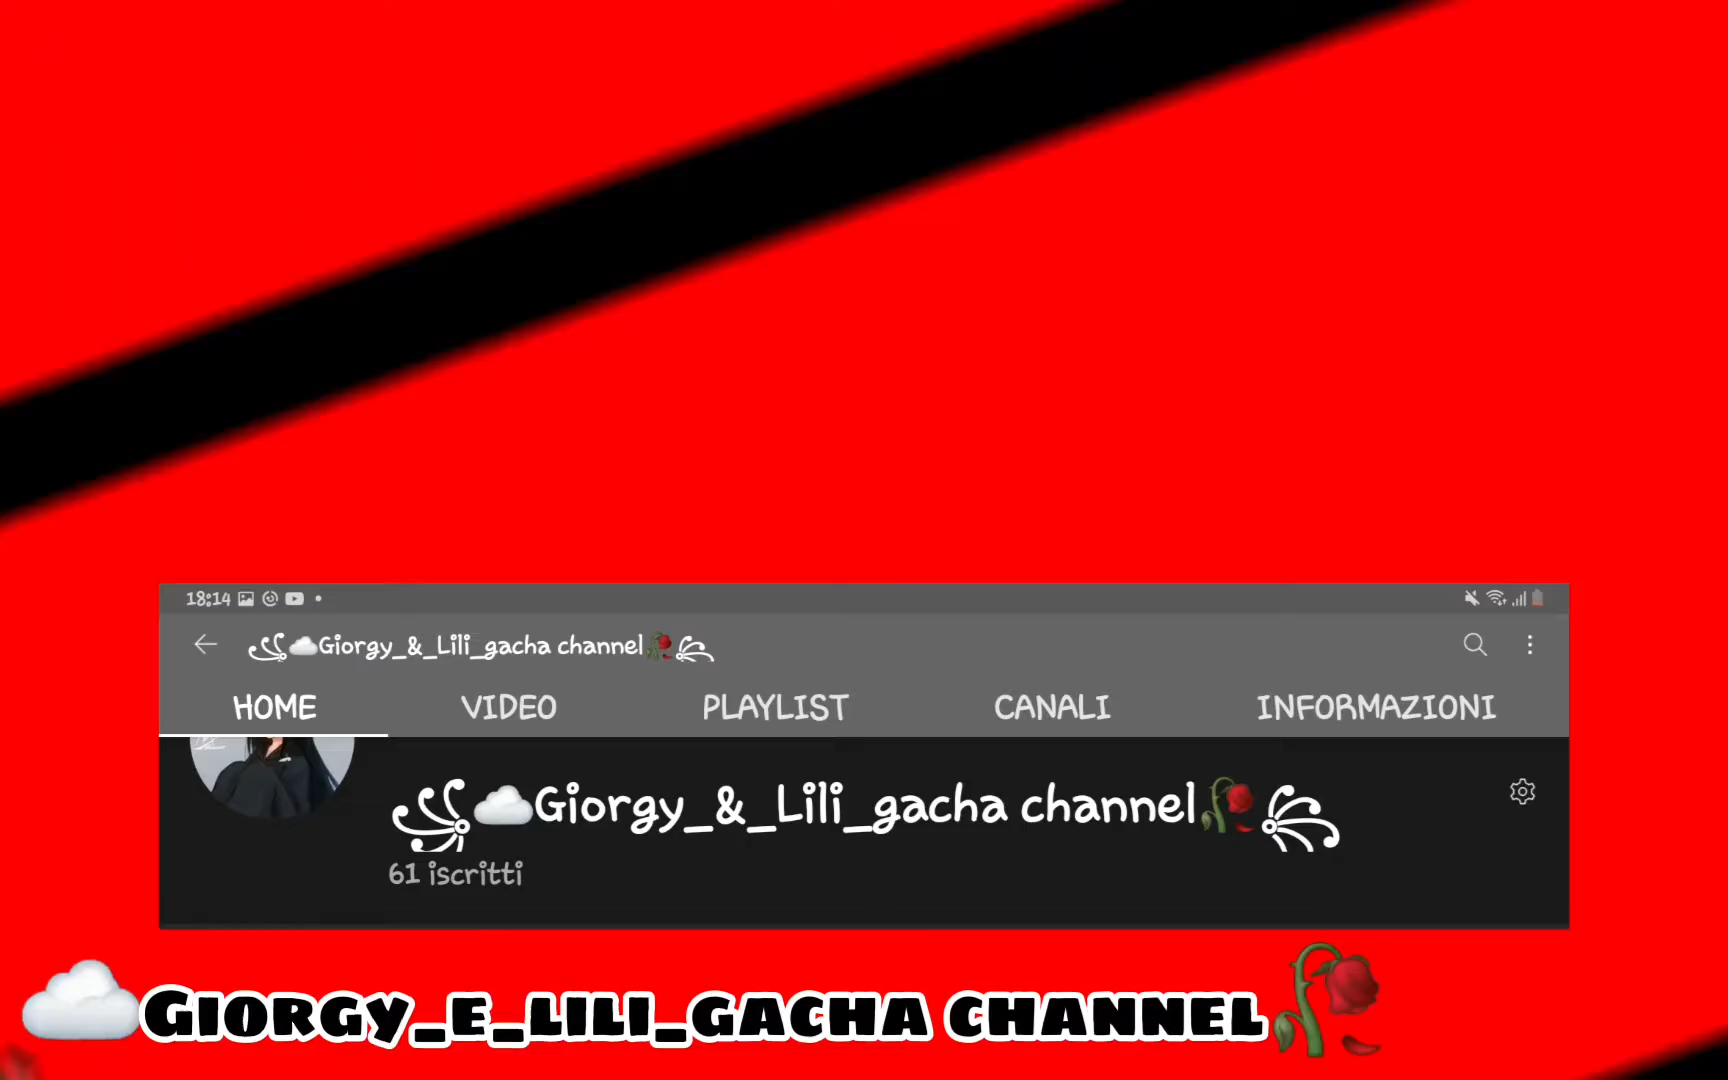 18:14
꧁☁️Giorgy_&_Lili_gacha channel🥀꧂
HOME VIDEO PLAYLIST CANALI INFORMAZIONI
꧁☁️Giorgy_&_Lili_gacha channel🥀꧂
61 iscritti
☁️Giorgy_e_lili_gacha channel🥀